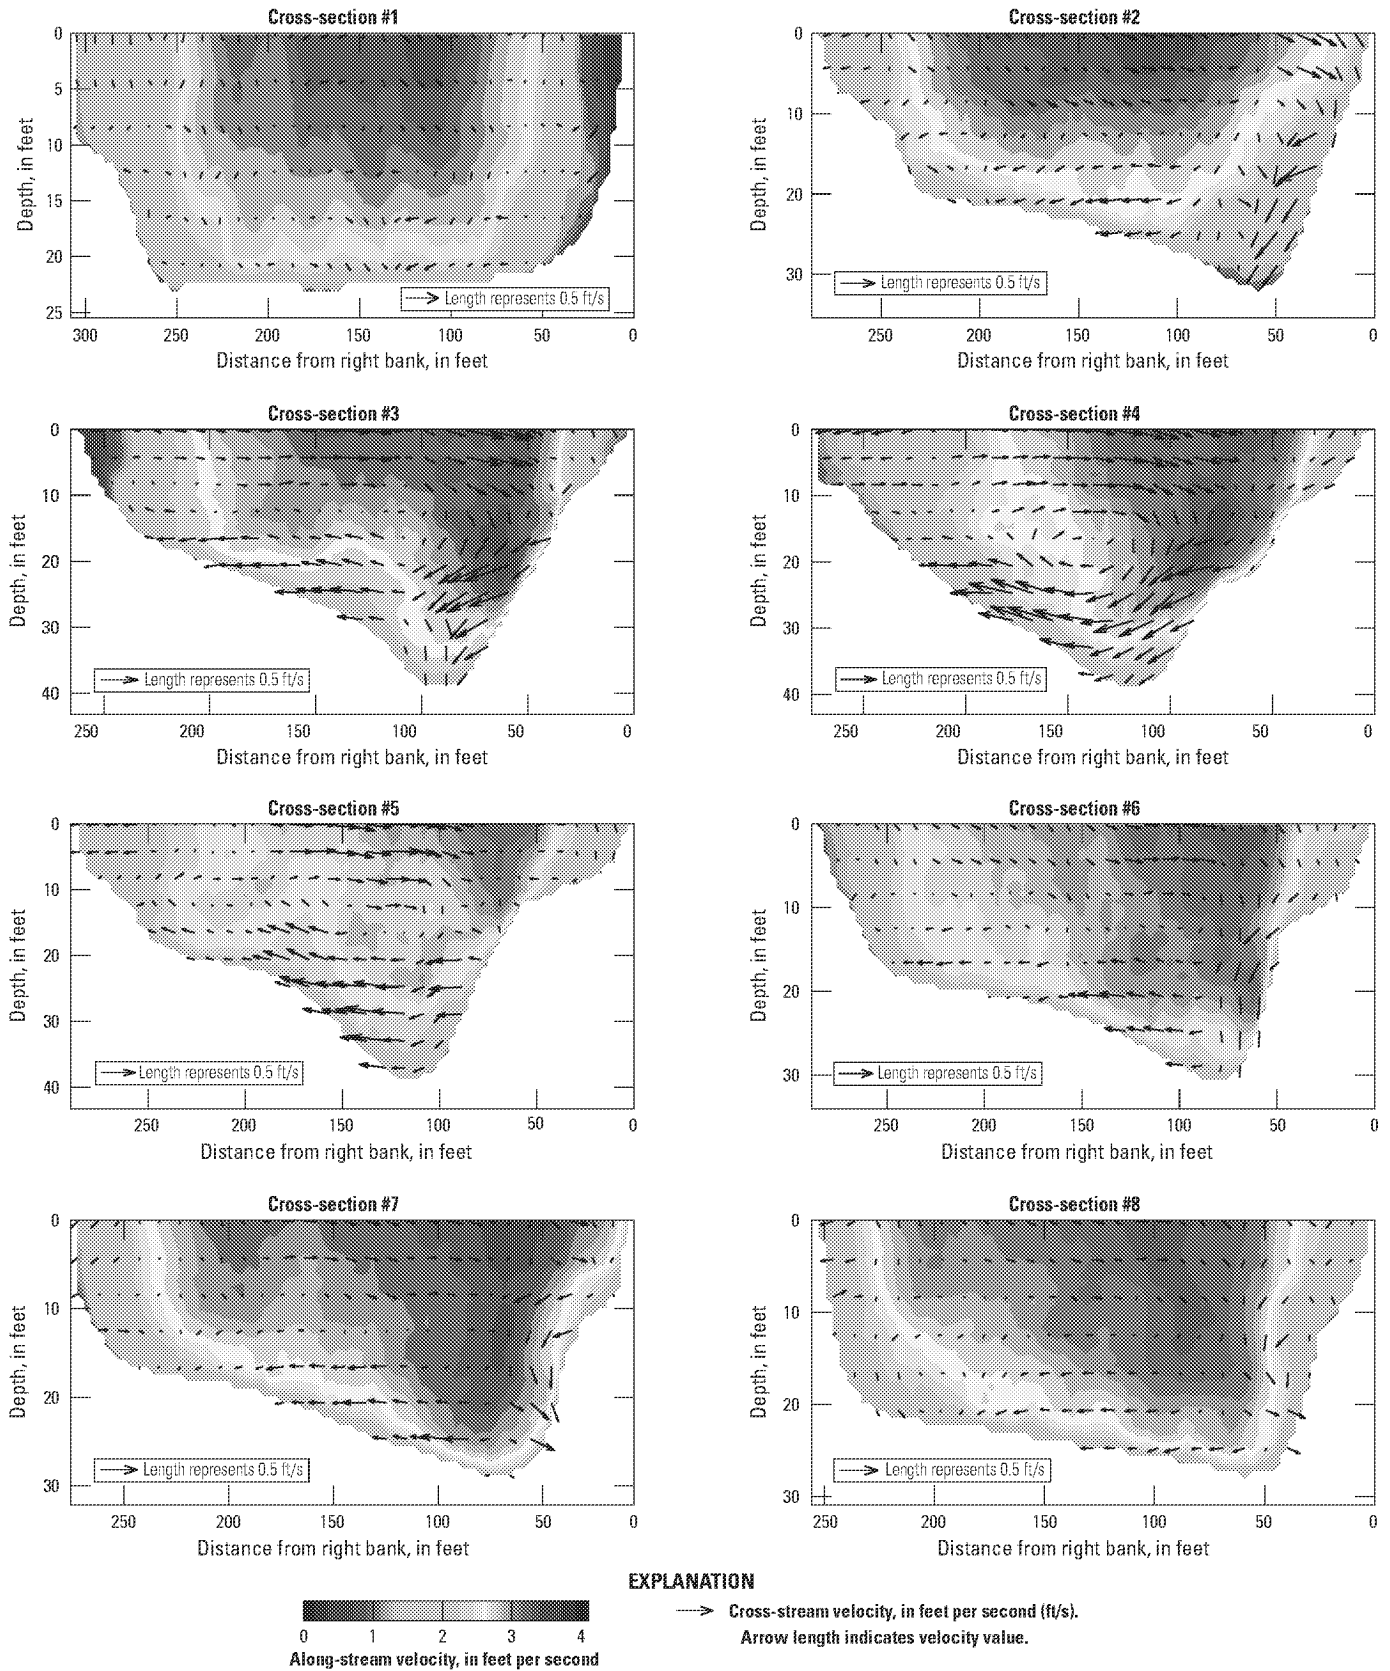 Cross-section #1
0
5
10
15
20
25
Depth, in feet
Length represents 0.5 ft/s
300 250 200 150 100 50 0
Distance from right bank, in feet
Cross-section #2
0
10
20
30
Depth, in feet
Length represents 0.5 ft/s
250 200 150 100 50 0
Distance from right bank, in feet
Cross-section #3
0
10
20
30
40
Depth, in feet
Length represents 0.5 ft/s
250 200 150 100 50 0
Distance from right bank, in feet
Cross-section #4
0
10
20
30
40
Depth, in feet
Length represents 0.5 ft/s
250 200 150 100 50 0
Distance from right bank, in feet
Cross-section #5
0
10
20
30
40
Depth, in feet
Length represents 0.5 ft/s
250 200 150 100 50 0
Distance from right bank, in feet
Cross-section #6
0
10
20
30
Depth, in feet
Length represents 0.5 ft/s
250 200 150 100 50 0
Distance from right bank, in feet
Cross-section #7
0
10
20
30
Depth, in feet
Length represents 0.5 ft/s
250 200 150 100 50 0
Distance from right bank, in feet
Cross-section #8
0
10
20
30
Depth, in feet
Length represents 0.5 ft/s
250 200 150 100 50 0
Distance from right bank, in feet
EXPLANATION
0 1 2 3 4
Along-stream velocity, in feet per second
Cross-stream velocity, in feet per second (ft/s).
Arrow length indicates velocity value.